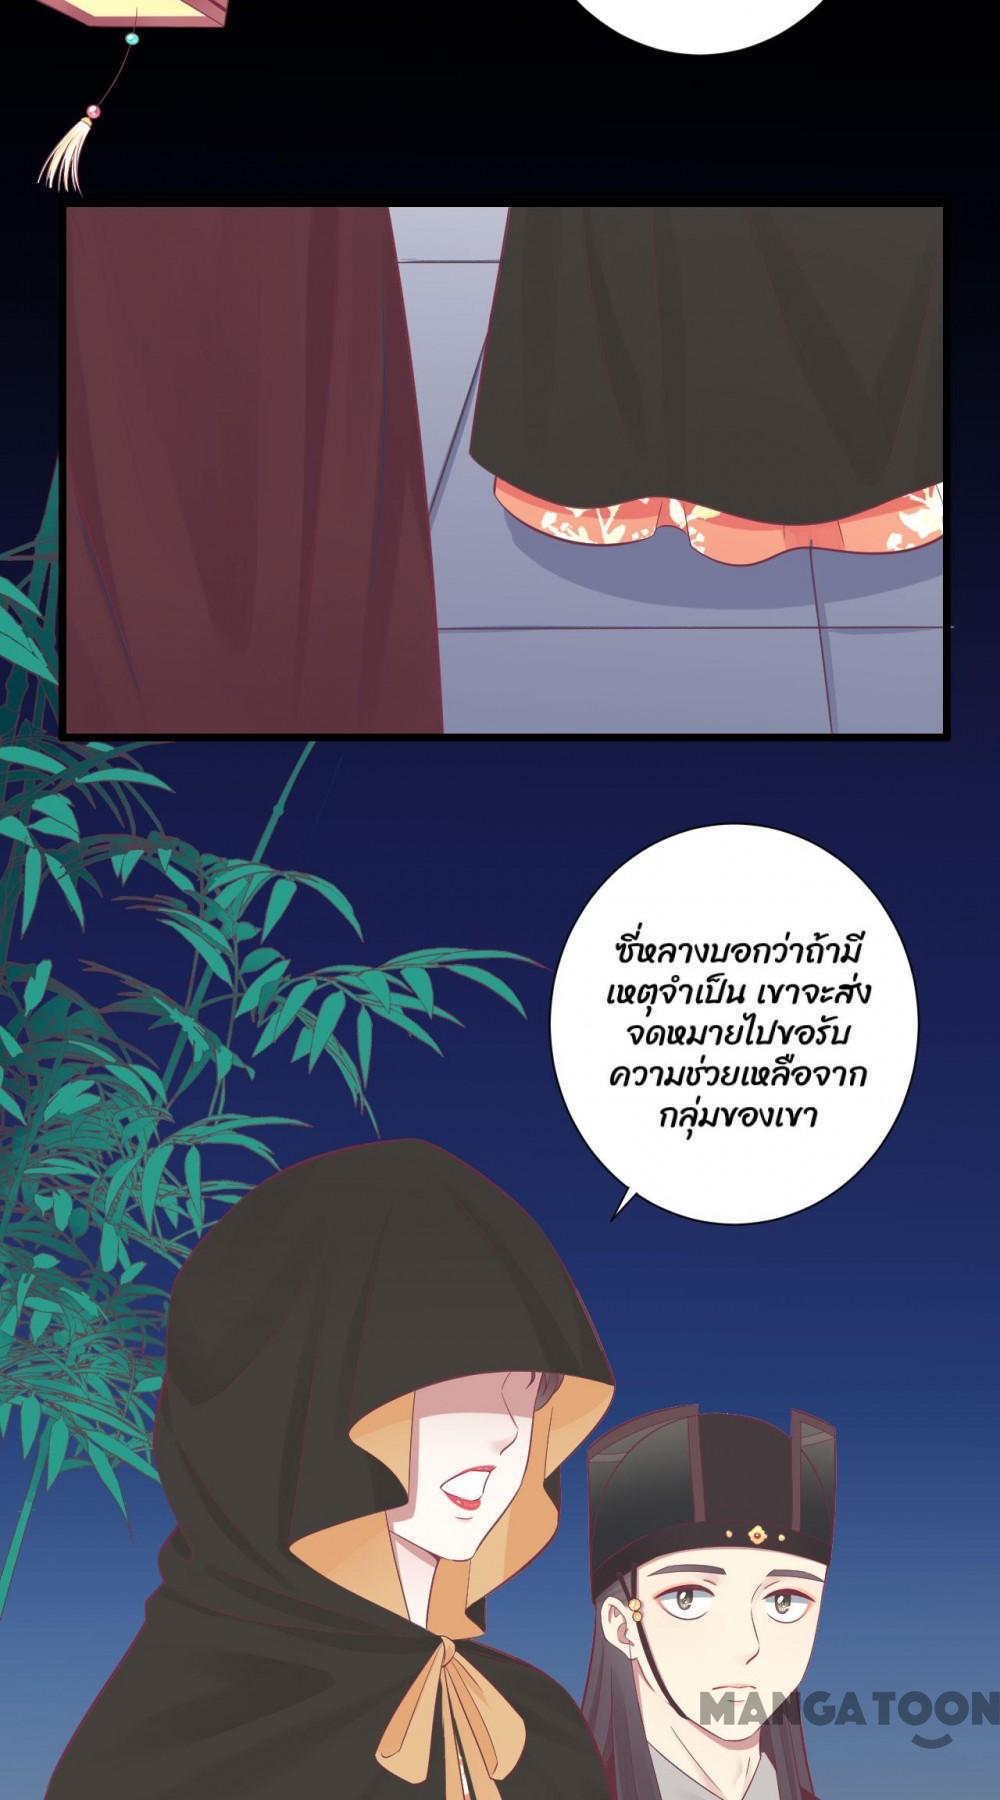 ซี่หลางบอกว่าถ้ามี
เหตุจำเป็น เขาจะส่ง
จดหมายไปขอรับ
ความช่วยเหลือจาก
กลุ่มของเขา
MANGATOON